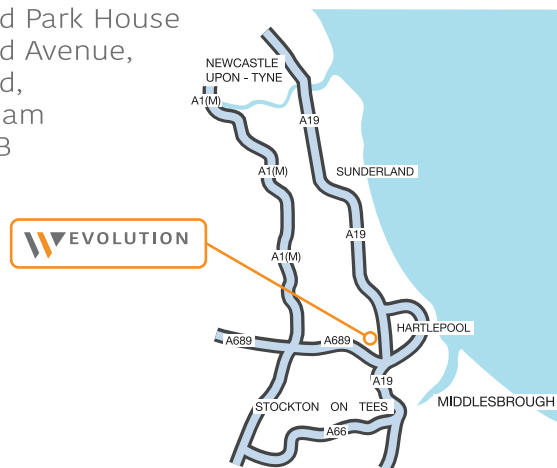 d Park House
d Avenue,
d,
am
B
NEWCASTLE
UPON - TYNE
A1(M)
A19
A1(M)
SUNDERLAND
EVOLUTION
A19
A1(M)
HARTLEPOOL
A689
A689
A19
STOCKTON ON TEES
MIDDLESBROUGH
A66